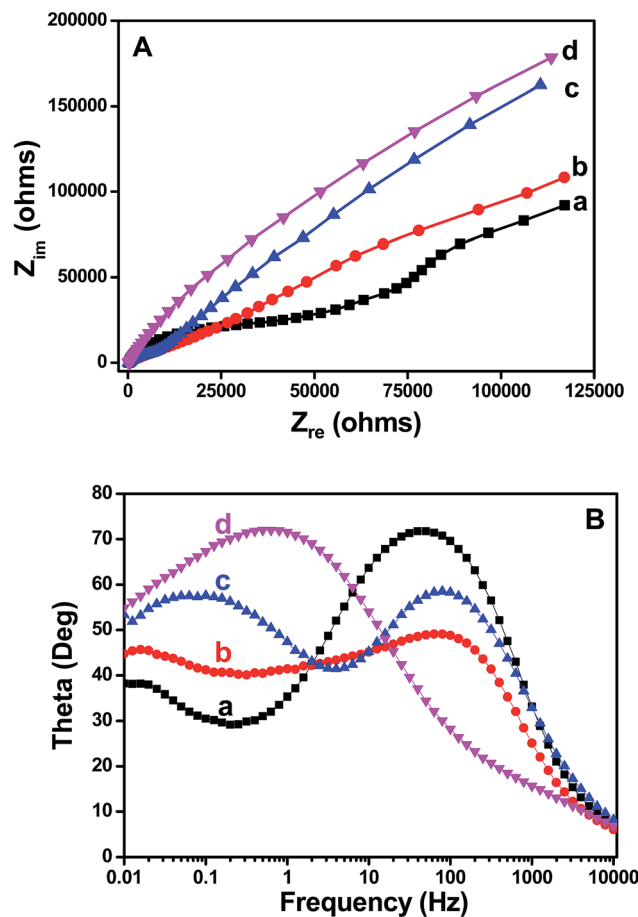 A
200000
150000
100000
50000
0
Z_im (ohms)
d
c
b
a
0 25000 50000 75000 100000 125000
Z_re (ohms)
B
80
70
60
50
40
30
20
10
0
Theta (Deg)
d
c
b
a
0.01 0.1 1 10 100 1000 10000
Frequency (Hz)